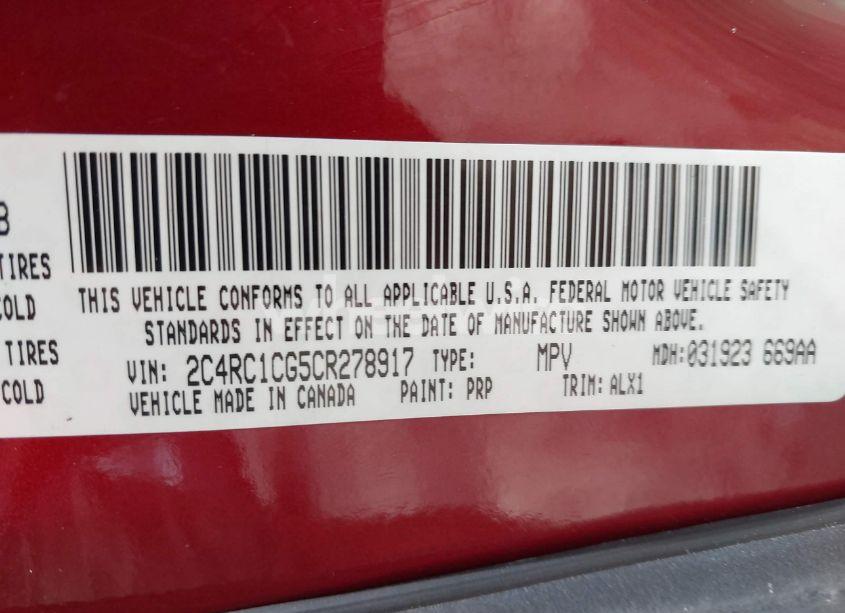 B
TIRES
COLD
TIRES
COLD
THIS VEHICLE CONFORMS TO ALL APPLICABLE U.S.A. FEDERAL MOTOR VEHICLE SAFETY
STANDARDS IN EFFECT ON THE DATE OF MANUFACTURE SHOWN ABOVE.
VIN: 2C4RC1CG5CR278917 TYPE: MPV MDH:031923 669AA
VEHICLE MADE IN CANADA PAINT: PRP TRIM: ALX1